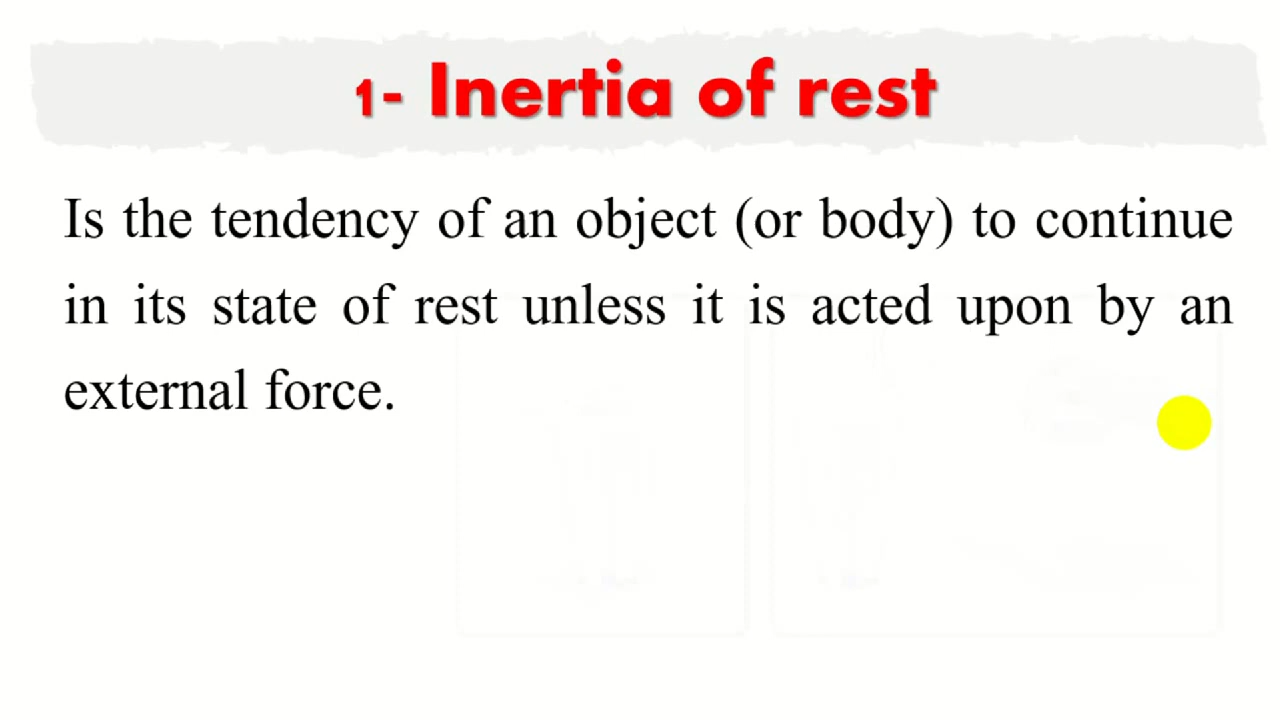 1- Inertia of rest
Is the tendency of an object (or body) to continue
in its state of rest unless it is acted upon by an
external force.